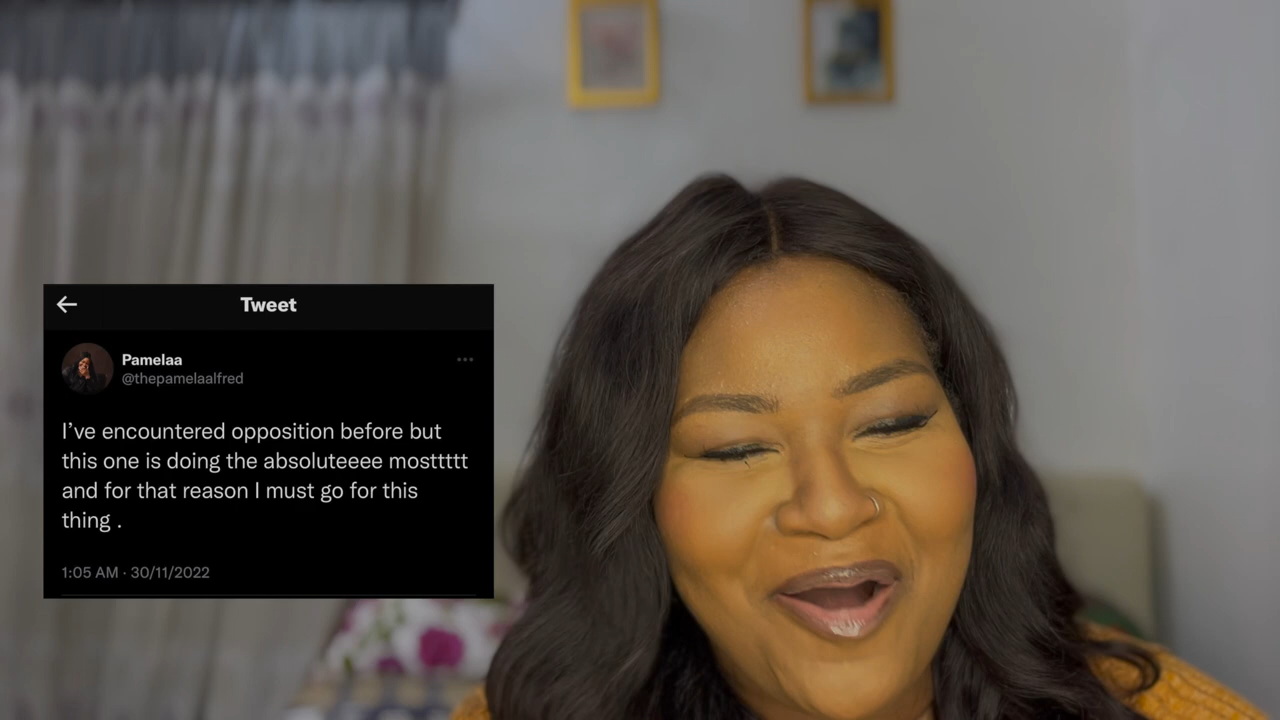 Tweet
Pamelaa
@thepamelaalfred
I’ve encountered opposition before but
this one is doing the absoluteeee mosttttt
and for that reason I must go for this
thing .
1:05 AM · 30/11/2022